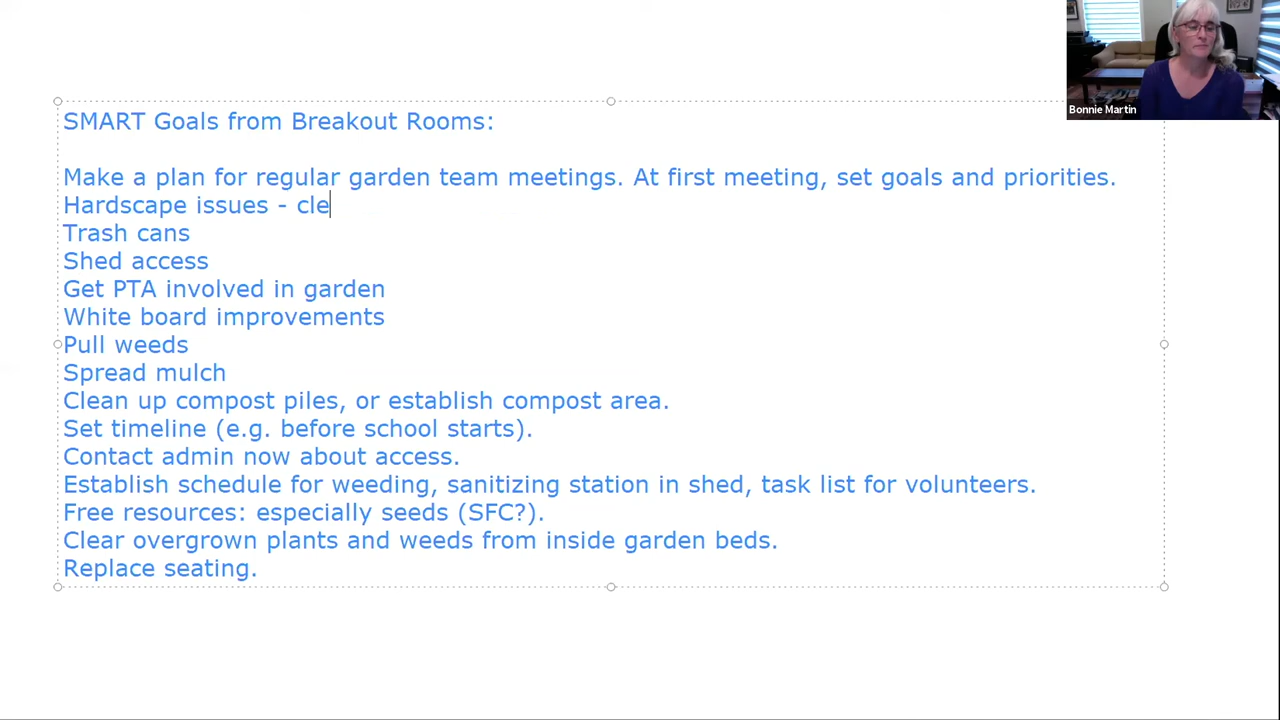 Bonnie Martin
SMART Goals from Breakout Rooms:
Make a plan for regular garden team meetings. At first meeting, set goals and priorities.
Hardscape issues - cle
Trash cans
Shed access
Get PTA involved in garden
White board improvements
Pull weeds
Spread mulch
Clean up compost piles, or establish compost area.
Set timeline (e.g. before school starts).
Contact admin now about access.
Establish schedule for weeding, sanitizing station in shed, task list for volunteers.
Free resources: especially seeds (SFC?).
Clear overgrown plants and weeds from inside garden beds.
Replace seating.